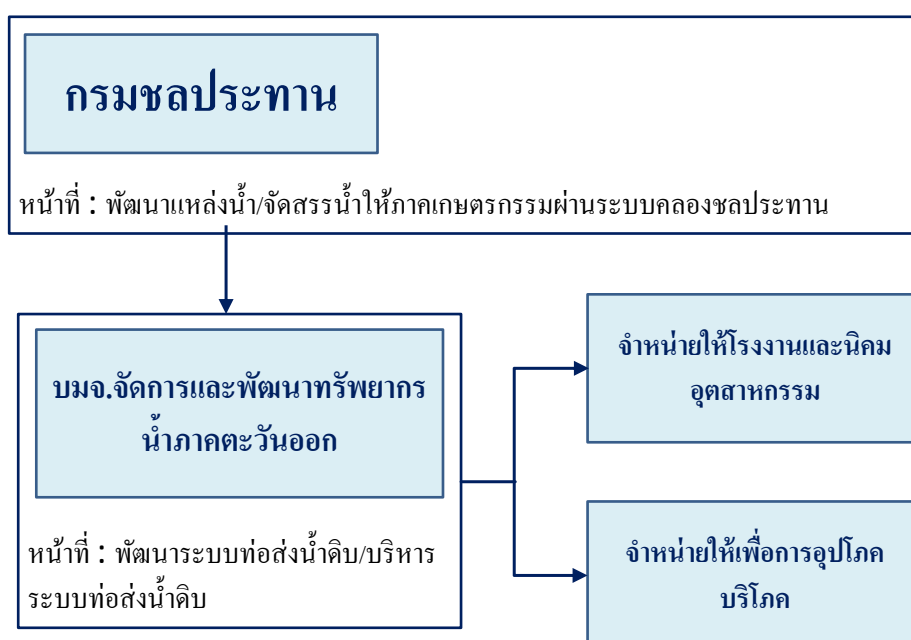 กรมชลประทาน
หน้าที่ : พัฒนาแหล่งน้ำ/จัดสรรน้ำให้ภาคเกษตรกรรมผ่านระบบคลองชลประทาน
บมจ.จัดการและพัฒนาทรัพยากร
น้ำภาคตะวันออก
หน้าที่ : พัฒนาระบบท่อส่งน้ำดิบ/บริหาร
ระบบท่อส่งน้ำดิบ
จำหน่ายให้โรงงานและนิคม
อุตสาหกรรม
จำหน่ายให้เพื่อการอุปโภค
บริโภค